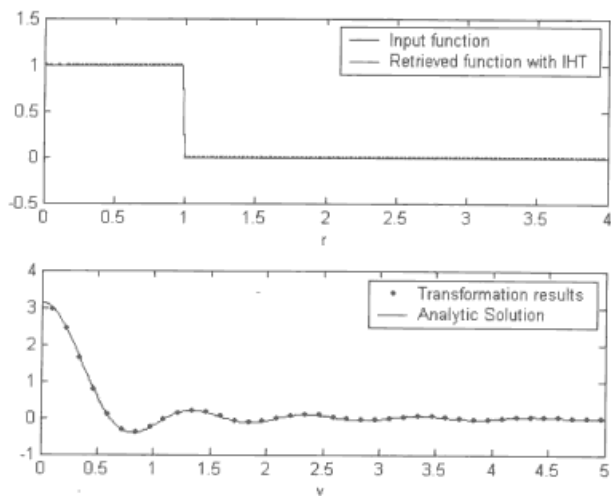 1.5
1
0.5
0
-0.5
Input function
Retrieved function with IHT
0 0.5 1 1.5 2 2.5 3 3.5 4
r
4
3
2
1
0
-1
Transformation results
Analytic Solution
0 0.5 1 1.5 2 2.5 3 3.5 4 4.5 5
v